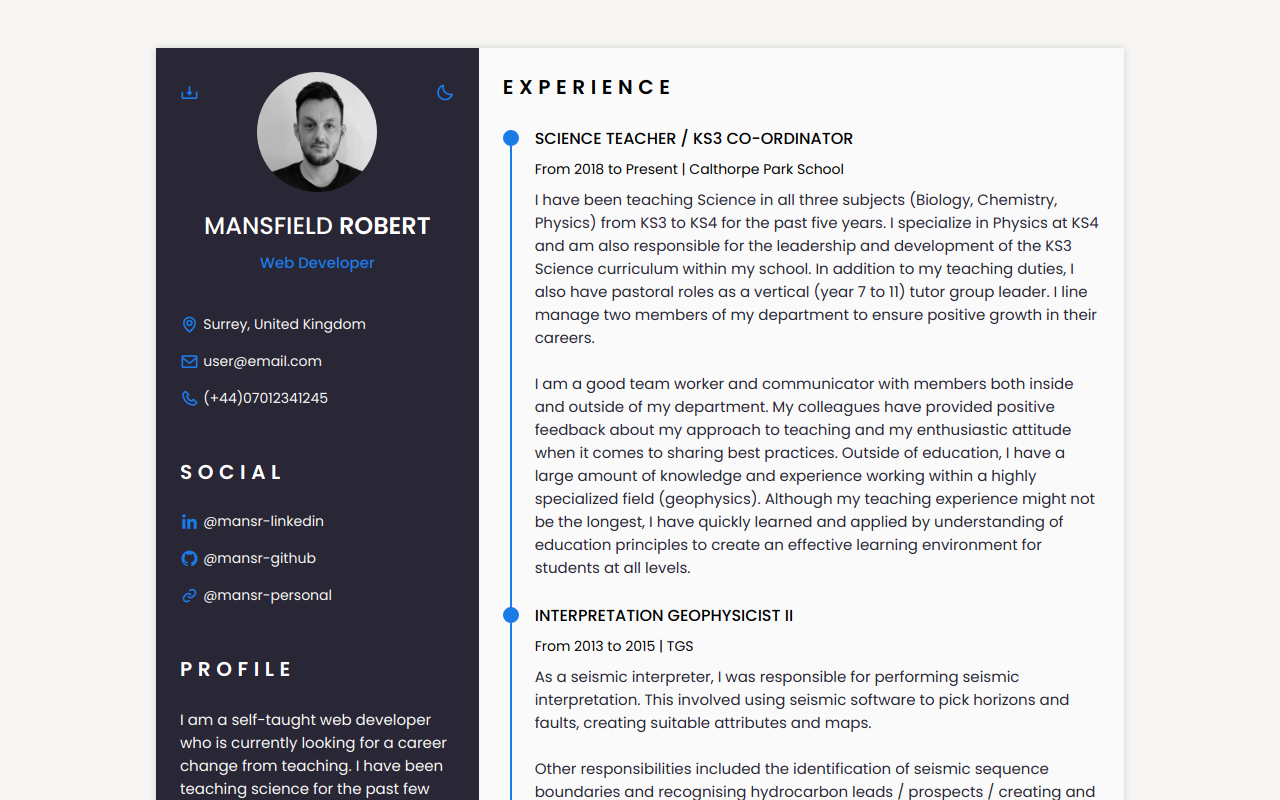 MANSFIELD ROBERT
Web Developer
Surrey, United Kingdom
user@email.com
(+44)07012341245
SOCIAL
@mansr-linkedin
@mansr-github
@mansr-personal
PROFILE
I am a self-taught web developer
who is currently looking for a career
change from teaching. I have been
teaching science for the past few
EXPERIENCE
SCIENCE TEACHER / KS3 CO-ORDINATOR
From 2018 to Present | Calthorpe Park School
I have been teaching Science in all three subjects (Biology, Chemistry,
Physics) from KS3 to KS4 for the past five years. I specialize in Physics at KS4
and am also responsible for the leadership and development of the KS3
Science curriculum within my school. In addition to my teaching duties, I
also have pastoral roles as a vertical (year 7 to 11) tutor group leader. I line
manage two members of my department to ensure positive growth in their
careers.
I am a good team worker and communicator with members both inside
and outside of my department. My colleagues have provided positive
feedback about my approach to teaching and my enthusiastic attitude
when it comes to sharing best practices. Outside of education, I have a
large amount of knowledge and experience working within a highly
specialized field (geophysics). Although my teaching experience might not
be the longest, I have quickly learned and applied by understanding of
education principles to create an effective learning environment for
students at all levels.
INTERPRETATION GEOPHYSICIST II
From 2013 to 2015 | TGS
As a seismic interpreter, I was responsible for performing seismic
interpretation. This involved using seismic software to pick horizons and
faults, creating suitable attributes and maps.
Other responsibilities included the identification of seismic sequence
boundaries and recognising hydrocarbon leads / prospects / creating and